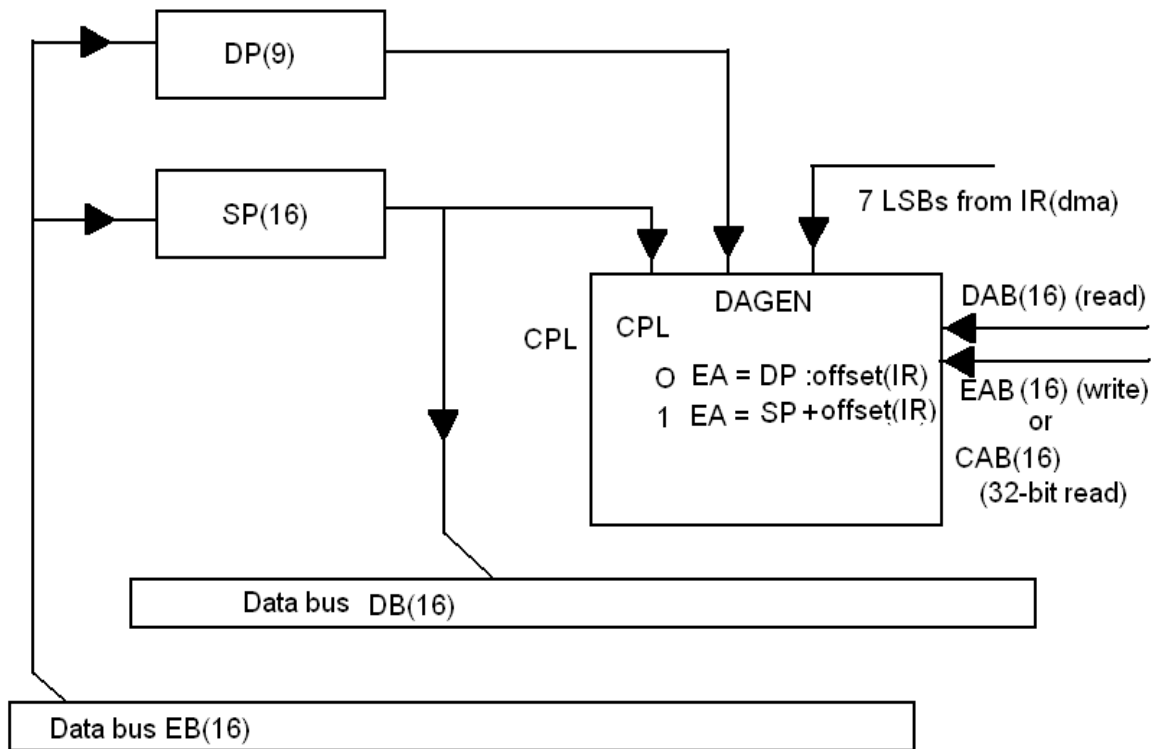 DP(9)
SP(16)
7 LSBs from IR(dma)
DAGEN
DAB(16) (read)
CPL
CPL
0 EA = DP :offset(IR)
EAB (16) (write)
1 EA = SP + offset(IR)
or
CAB(16)
(32-bit read)
Data bus DB(16)
Data bus EB(16)